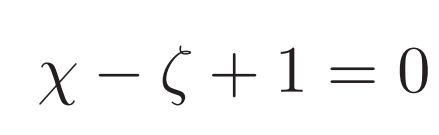 χ − ζ + 1 = 0